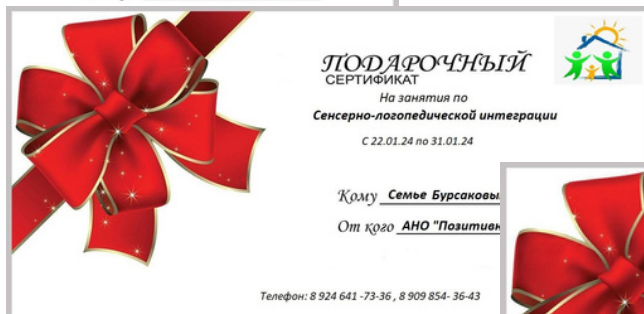 ПОДАРОЧНЫЙ
СЕРТИФИКАТ
На занятия по
Сенсерно-логопедической интеграции
С 22.01.24 по 31.01.24
Кому Семье Бурсаковы
От кого АНО "Позитивн
Телефон: 8 924 641 -73-36 , 8 909 854- 36-43